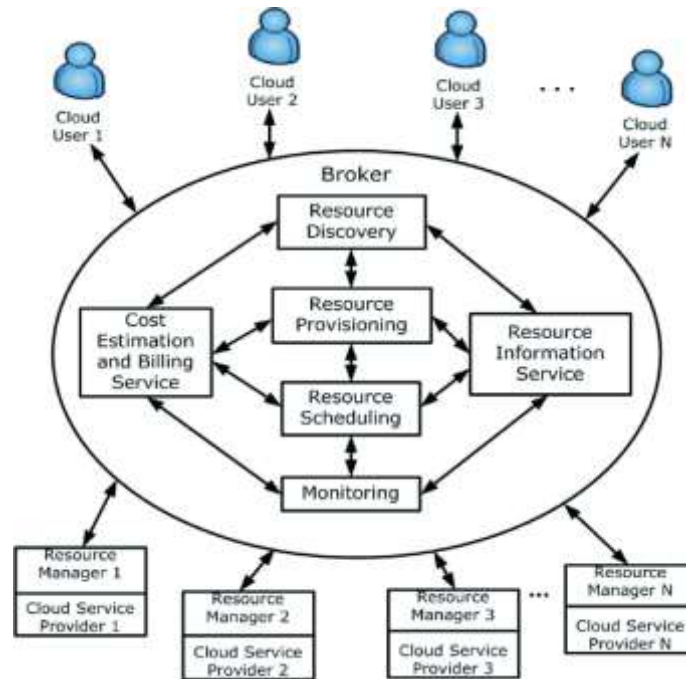 Cloud
User 1
Cloud
User 2
Cloud
User 3
. . .
Cloud
User N
Broker
Resource
Discovery
Resource
Provisioning
Cost
Estimation
and Billing
Service
Resource
Information
Service
Resource
Scheduling
Monitoring
Resource
Manager 1
Cloud Service
Provider 1
Resource
Manager 2
Cloud Service
Provider 2
Resource
Manager 3
Cloud Service
Provider 3
...
Resource
Manager N
Cloud Service
Provider N